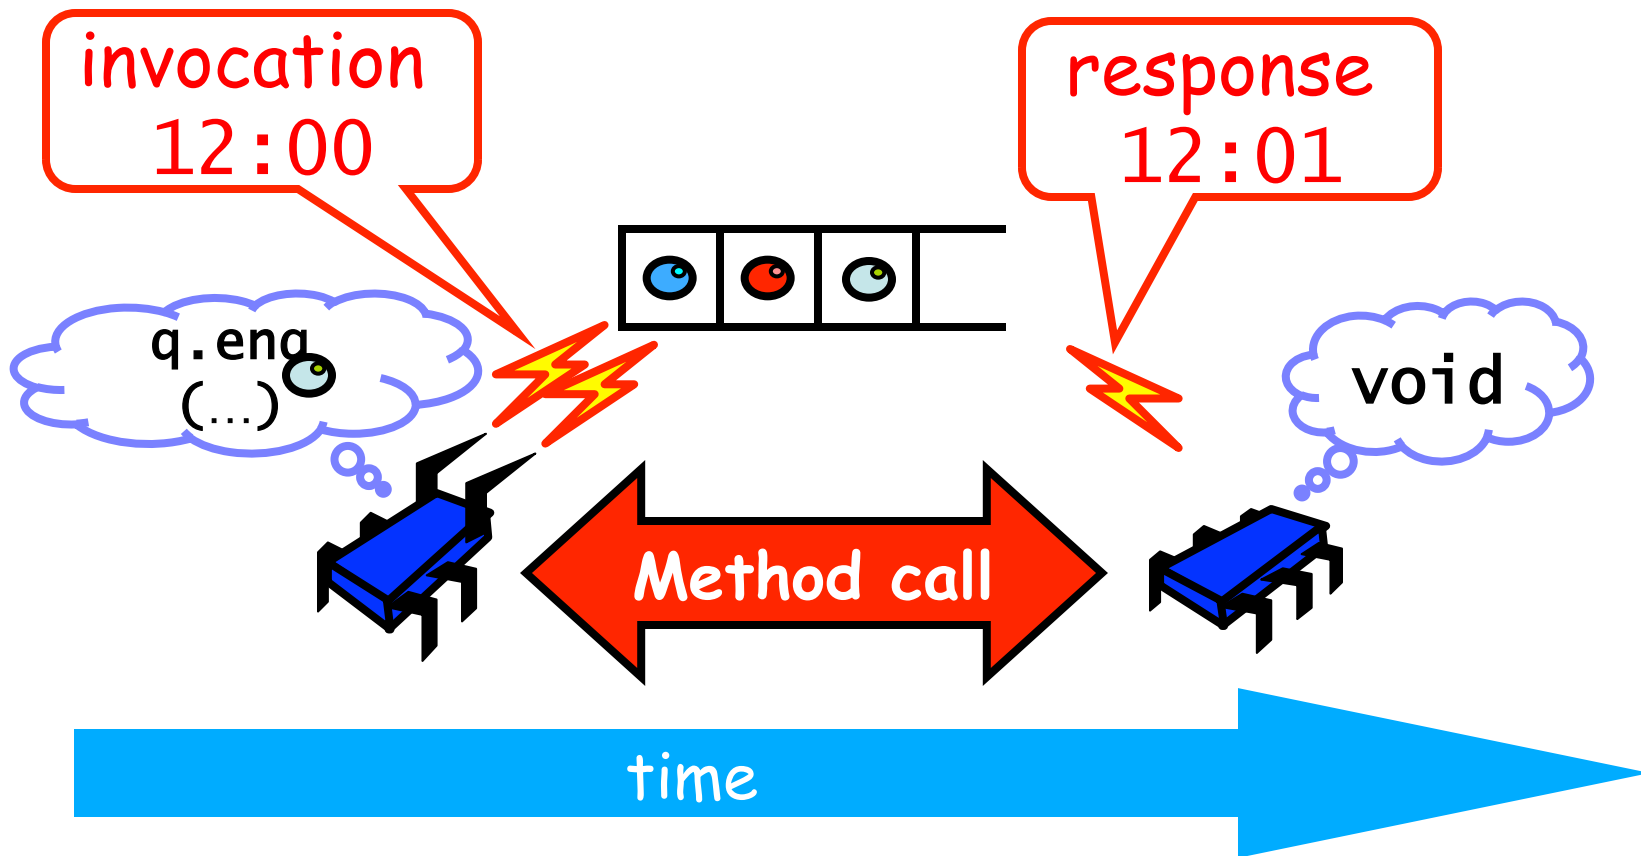 invocation
12:00
response
12:01
q.enq
(...)
void
Method call
time